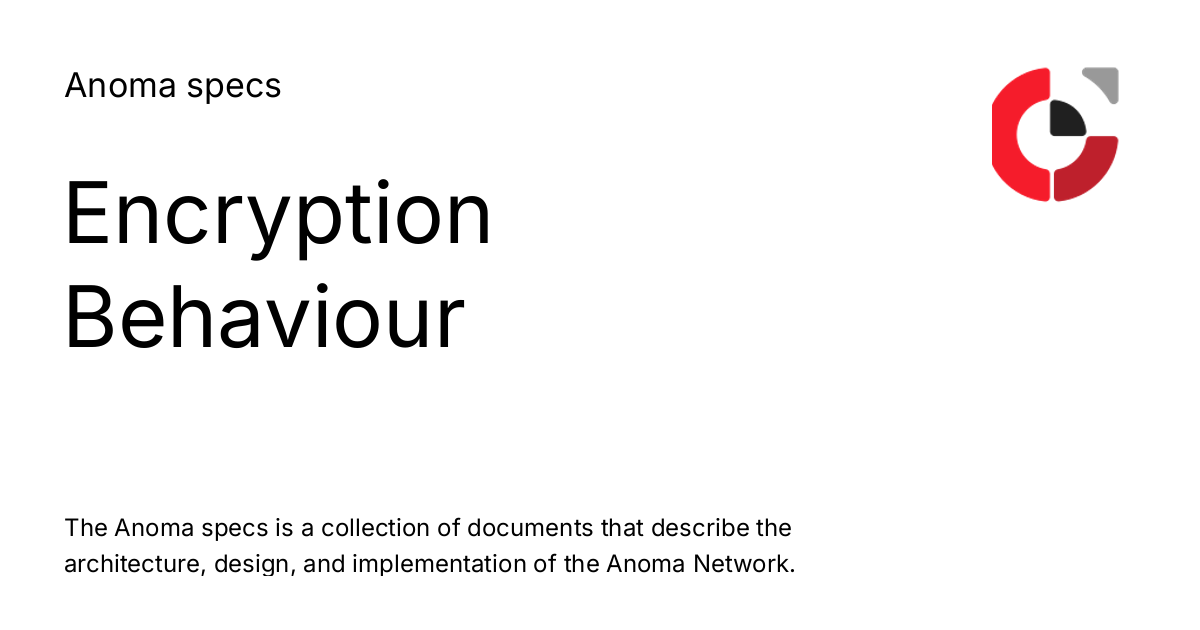 Anoma specs
Encryption
Behaviour
The Anoma specs is a collection of documents that describe the
architecture, design, and implementation of the Anoma Network.